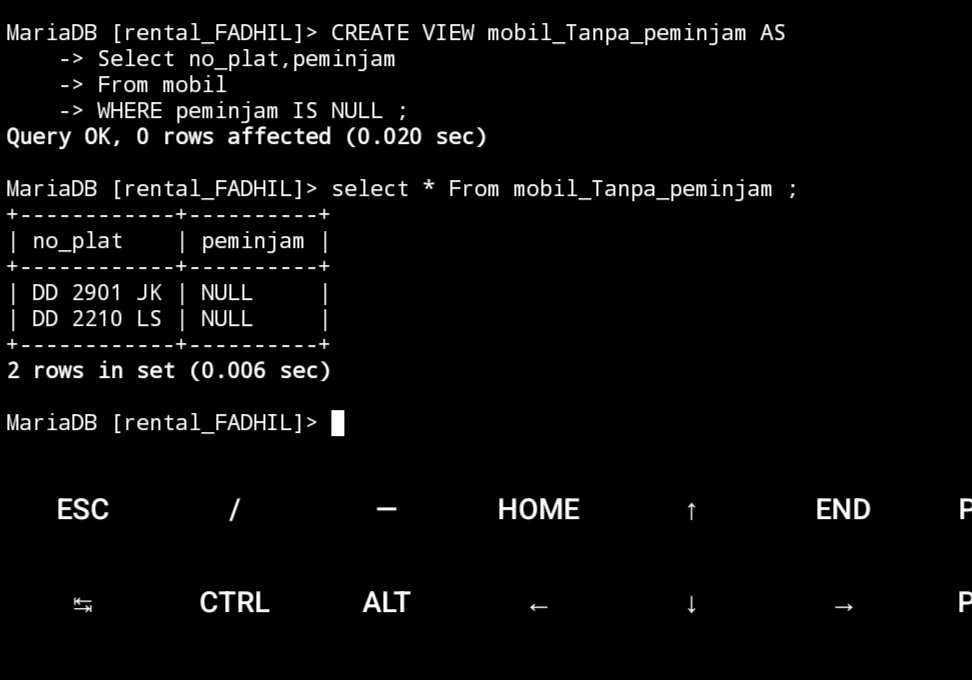 MariaDB [rental_FADHIL]> CREATE VIEW mobil_Tanpa_peminjam AS
    -> Select no_plat,peminjam
    -> From mobil
    -> WHERE peminjam IS NULL ;
Query OK, 0 rows affected (0.020 sec)

MariaDB [rental_FADHIL]> select * From mobil_Tanpa_peminjam ;
+------------+----------+
| no_plat    | peminjam |
+------------+----------+
| DD 2901 JK | NULL     |
| DD 2210 LS | NULL     |
+------------+----------+
2 rows in set (0.006 sec)

MariaDB [rental_FADHIL]>
ESC / — HOME ↑ END P
↹ CTRL ALT ← ↓ → P